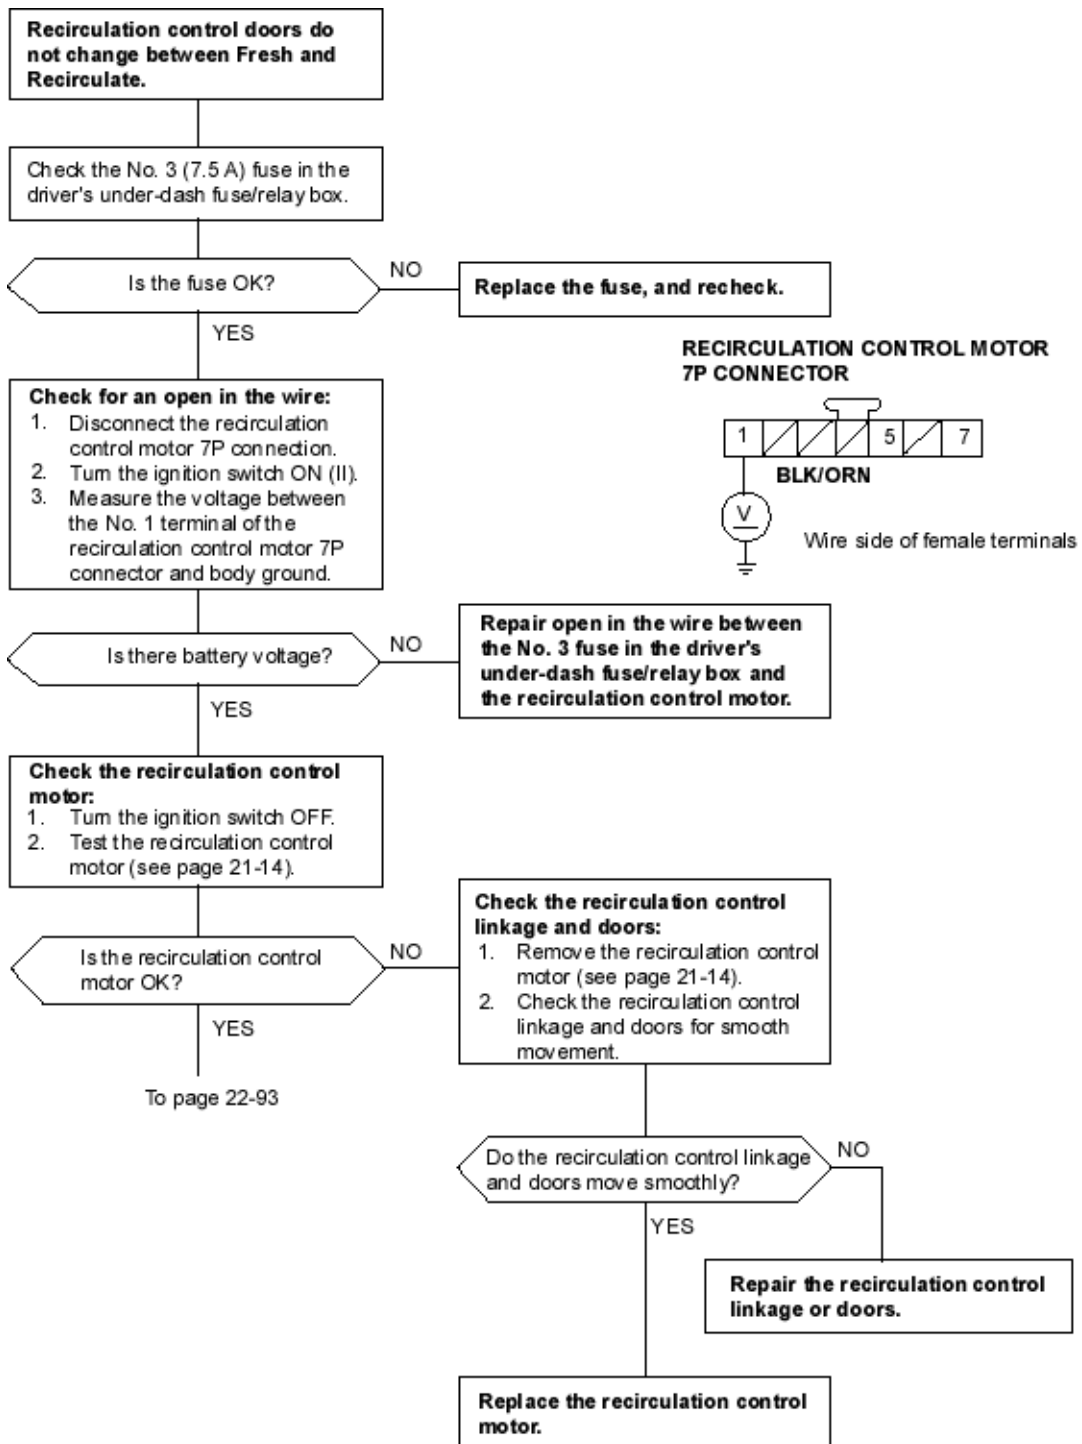 Recirculation control doors do
not change between Fresh and
Recirculate.
Check the No. 3 (7.5 A) fuse in the
driver's under-dash fuse/relay box.
Is the fuse OK?
NO
Replace the fuse, and recheck.
YES
RECIRCULATION CONTROL MOTOR
7P CONNECTOR
1
5
7
BLK/ORN
V
Wire side of female terminals
Check for an open in the wire:
1. Disconnect the recirculation
control motor 7P connection.
2. Turn the ignition switch ON (II).
3. Measure the voltage between
the No. 1 terminal of the
recirculation control motor 7P
connector and body ground.
Is there battery voltage?
NO
Repair open in the wire between
the No. 3 fuse in the driver's
under-dash fuse/relay box and
the recirculation control motor.
YES
Check the recirculation control
motor:
1. Turn the ignition switch OFF.
2. Test the recirculation control
motor (see page 21-14).
Is the recirculation control
motor OK?
NO
Check the recirculation control
linkage and doors:
1. Remove the recirculation control
motor (see page 21-14).
2. Check the recirculation control
linkage and doors for smooth
movement.
YES
To page 22-93
Do the recirculation control linkage
and doors move smoothly?
NO
YES
Repair the recirculation control
linkage or doors.
Replace the recirculation control
motor.